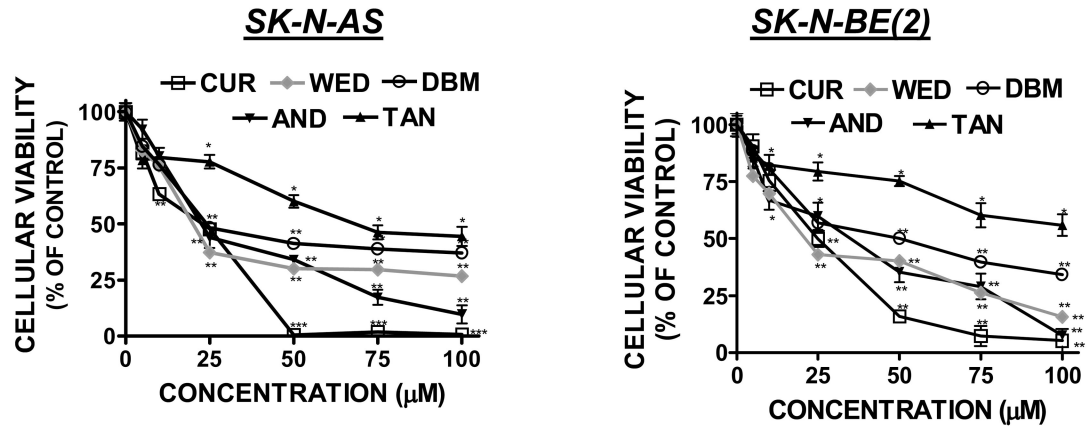 SK-N-AS
CUR WED DBM
AND TAN
CELLULAR VIABILITY
(% OF CONTROL)
100
75
50
25
0
* * * *
** ** ** ** ** ** ** ** ** ** ** ** **
*** *** ***
0 25 50 75 100
CONCENTRATION (µM)
SK-N-BE(2)
CUR WED DBM
AND TAN
CELLULAR VIABILITY
(% OF CONTROL)
100
75
50
25
0
* * * * * * *
** ** ** ** ** ** ** ** ** ** ** ** ** **
0 25 50 75 100
CONCENTRATION (µM)